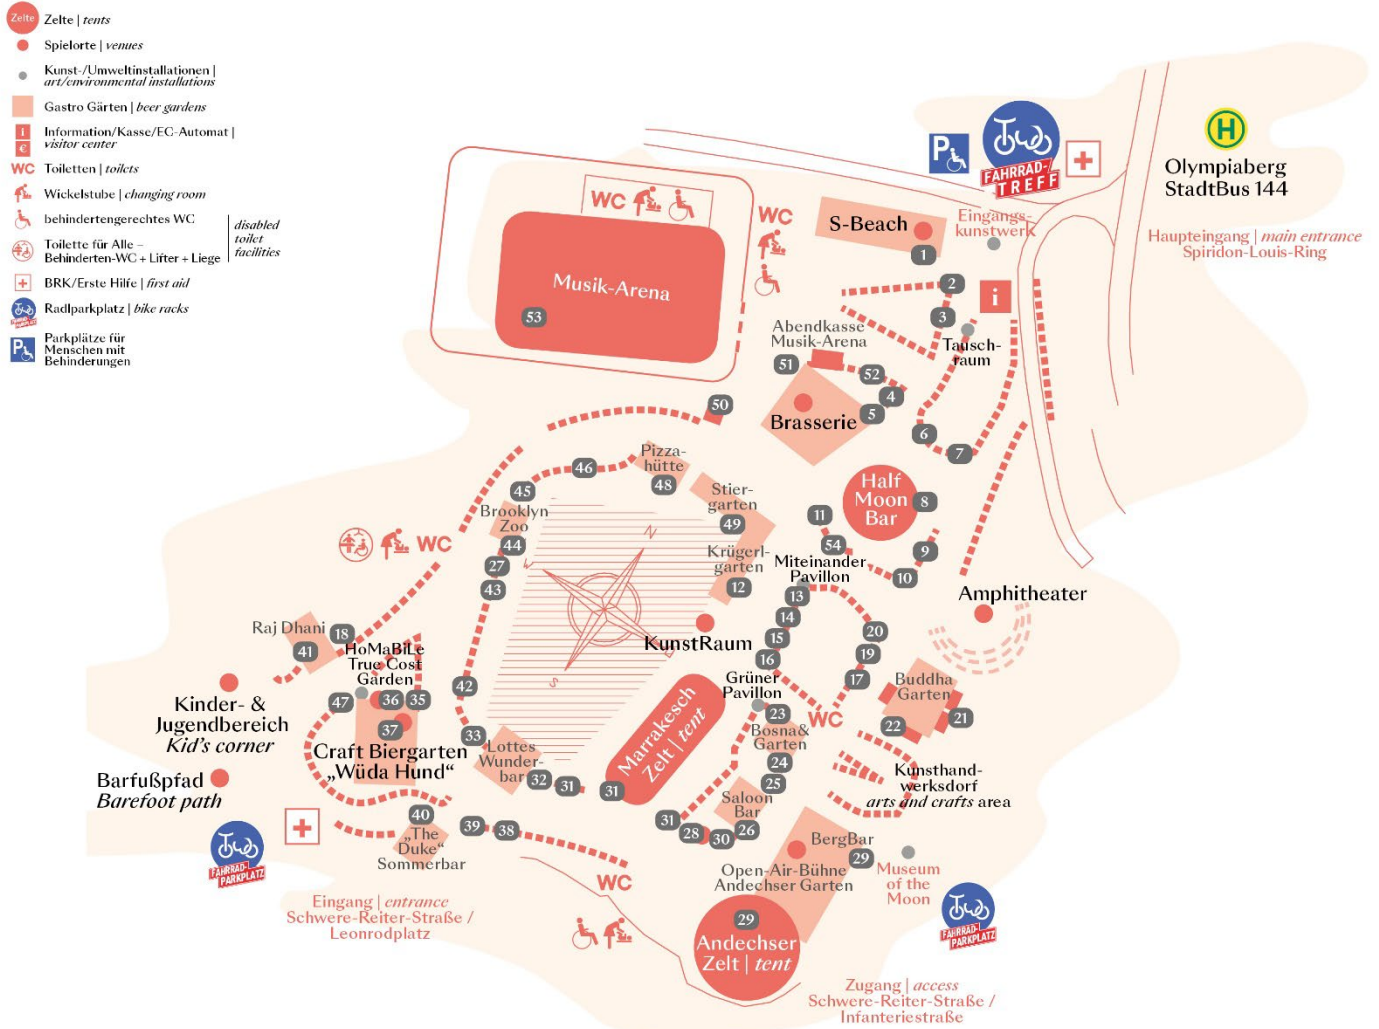 Zelte
Zelte | tents
Spielorte | venues
Kunst-/Umweltinstallationen |
art/environmental installations
Gastro Gärten | beer gardens
i
€
Information/Kasse/EC-Automat |
visitor center
WC
Toiletten | toilets
Wickelstube | changing room
behindertengerechtes WC
Toilette für Alle –
Behinderten-WC + Lifter + Liege
disabled
toilet
facilities
BRK/Erste Hilfe | first aid
FAHRRAD-
PARKPLATZ
Radlparkplatz | bike racks
P
Parkplätze für
Menschen mit
Behinderungen
P
FAHRRAD-
TREFF
H
Olympiaberg
StadtBus 144
Haupteingang | main entrance
Spiridon-Louis-Ring
WC
WC
Musik-Arena
53
S-Beach
1
Eingangs-
kunstwerk
2
i
3
Tausch-
raum
Abendkasse
Musik-Arena
51
52
4
5
Brasserie
6
7
50
Pizza-
hütte
48
46
45
Brooklyn
Zoo
44
27
43
Stier-
garten
49
Krügerl-
garten
12
Half
Moon
Bar
8
11
54
9
10
Miteinander
Pavillon
13
14
15
16
20
19
17
Amphitheater
N
W
S
E
KunstRaum
WC
Raj Dhani
18
41
HoMaBiLe
True Cost
Garden
47
36
35
37
Craft Biergarten
„Wüda Hund“
Kinder- &
Jugendbereich
Kid's corner
Barfußpfad
Barefoot path
42
33
Lottes
Wunder-
bar
32
31
31
Marrakesch
Zelt | tent
Grüner
Pavillon
23
WC
Bosna&
Garten
24
25
Saloon
Bar
26
31
28
30
Buddha
Garten
22
21
Kunsthand-
werksdorf
arts and crafts area
40
„The
Duke“
Sommerbar
39
38
WC
FAHRRAD-
PARKPLATZ
Eingang | entrance
Schwere-Reiter-Straße /
Leonrodplatz
BergBar
29
Open-Air-Bühne
Andechser Garten
29
Andechser
Zelt | tent
Museum
of the
Moon
FAHRRAD-
PARKPLATZ
Zugang | access
Schwere-Reiter-Straße /
Infanteriestraße